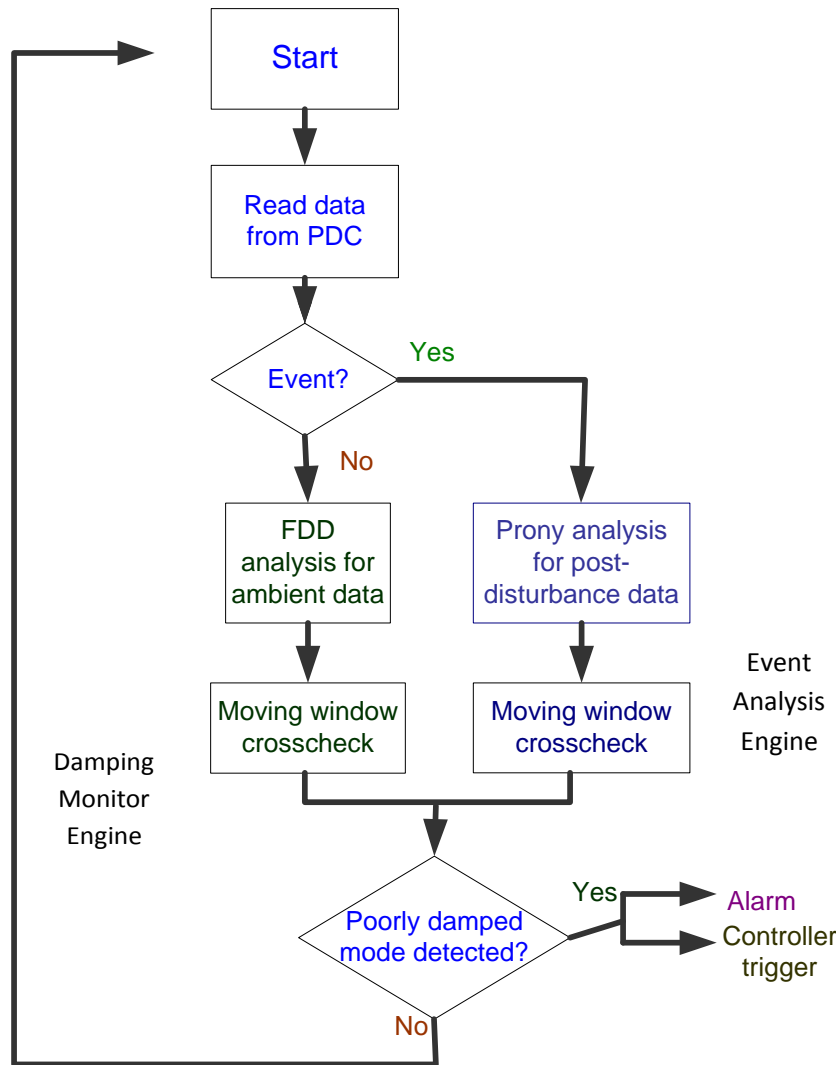 Start
Read data
from PDC
Event?
Yes
No
FDD
analysis for
ambient data
Prony analysis
for post-
disturbance data
Moving window
crosscheck
Moving window
crosscheck
Event
Analysis
Engine
Damping
Monitor
Engine
Poorly damped
mode detected?
Yes
Alarm
Controller
trigger
No